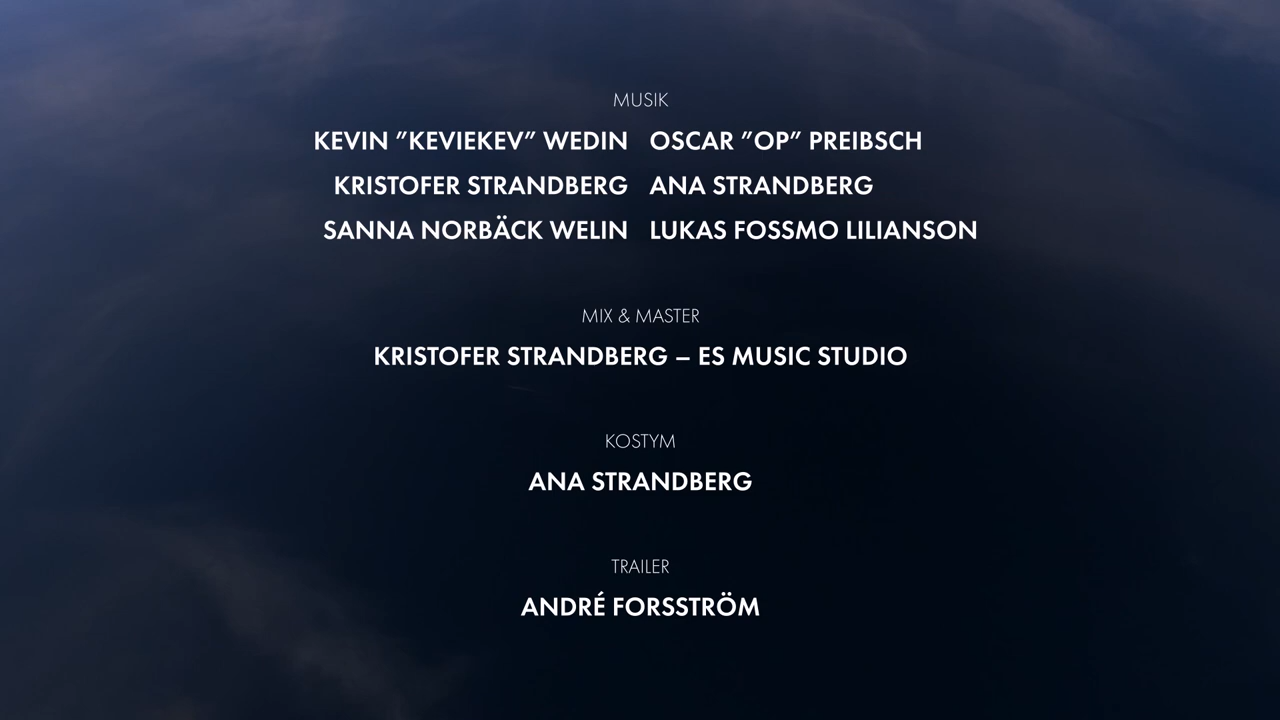 MUSIK
KEVIN ”KEVIEKEV” WEDIN OSCAR ”OP” PREIBSCH
KRISTOFER STRANDBERG ANA STRANDBERG
SANNA NORBÄCK WELIN LUKAS FOSSMO LILIANSON
MIX & MASTER
KRISTOFER STRANDBERG – ES MUSIC STUDIO
KOSTYM
ANA STRANDBERG
TRAILER
ANDRÉ FORSSTRÖM